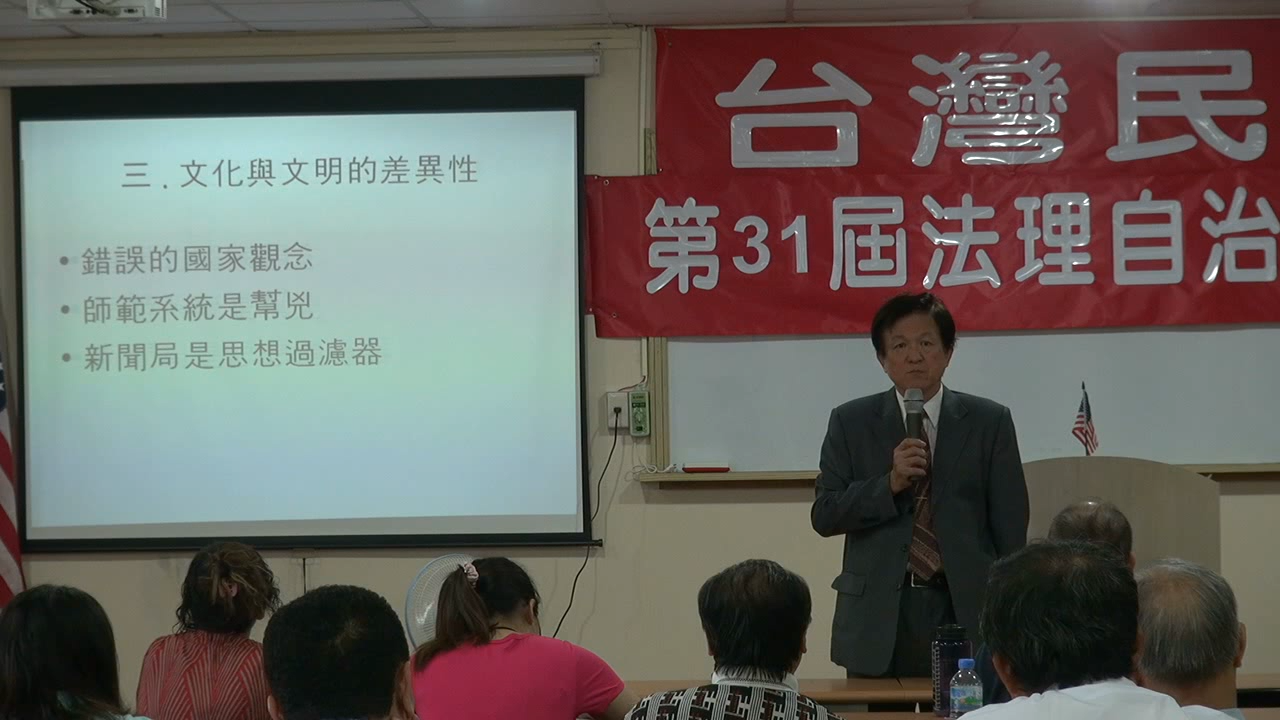 三.文化與文明的差異性
•錯誤的國家觀念
•師範系統是幫兇
•新聞局是思想過濾器
台灣民
第31屆法理自治